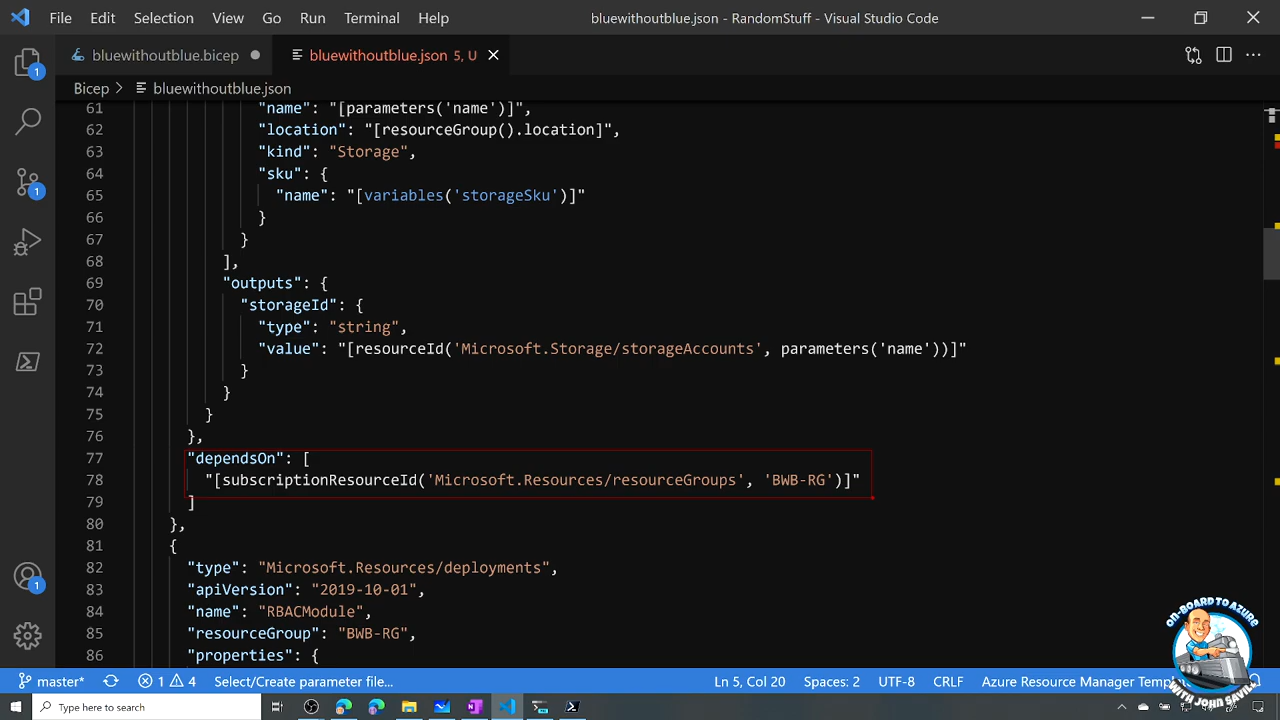 File Edit Selection View Go Run Terminal Help bluewithoutblue.json - RandomStuff - Visual Studio Code
bluewithoutblue.bicep bluewithoutblue.json 5, U
Bicep > bluewithoutblue.json
61 "name": "[parameters('name')]",
62 "location": "[resourceGroup().location]",
63 "kind": "Storage",
64 "sku": {
65 "name": "[variables('storageSku')]"
66 }
67 }
68 ],
69 "outputs": {
70 "storageId": {
71 "type": "string",
72 "value": "[resourceId('Microsoft.Storage/storageAccounts', parameters('name'))]"
73 }
74 }
75 }
76 },
77 "dependsOn": [
78 "[subscriptionResourceId('Microsoft.Resources/resourceGroups', 'BWB-RG')]"
79 ]
80 },
81 {
82 "type": "Microsoft.Resources/deployments",
83 "apiVersion": "2019-10-01",
84 "name": "RBACModule",
85 "resourceGroup": "BWB-RG",
86 "properties": {
1
1
1
ON-BOARD TO AZURE
WITH JOHN SAVILL
master* 1 4 Select/Create parameter file... Ln 5, Col 20 Spaces: 2 UTF-8 CRLF Azure Resource Manager Temp
Type here to search